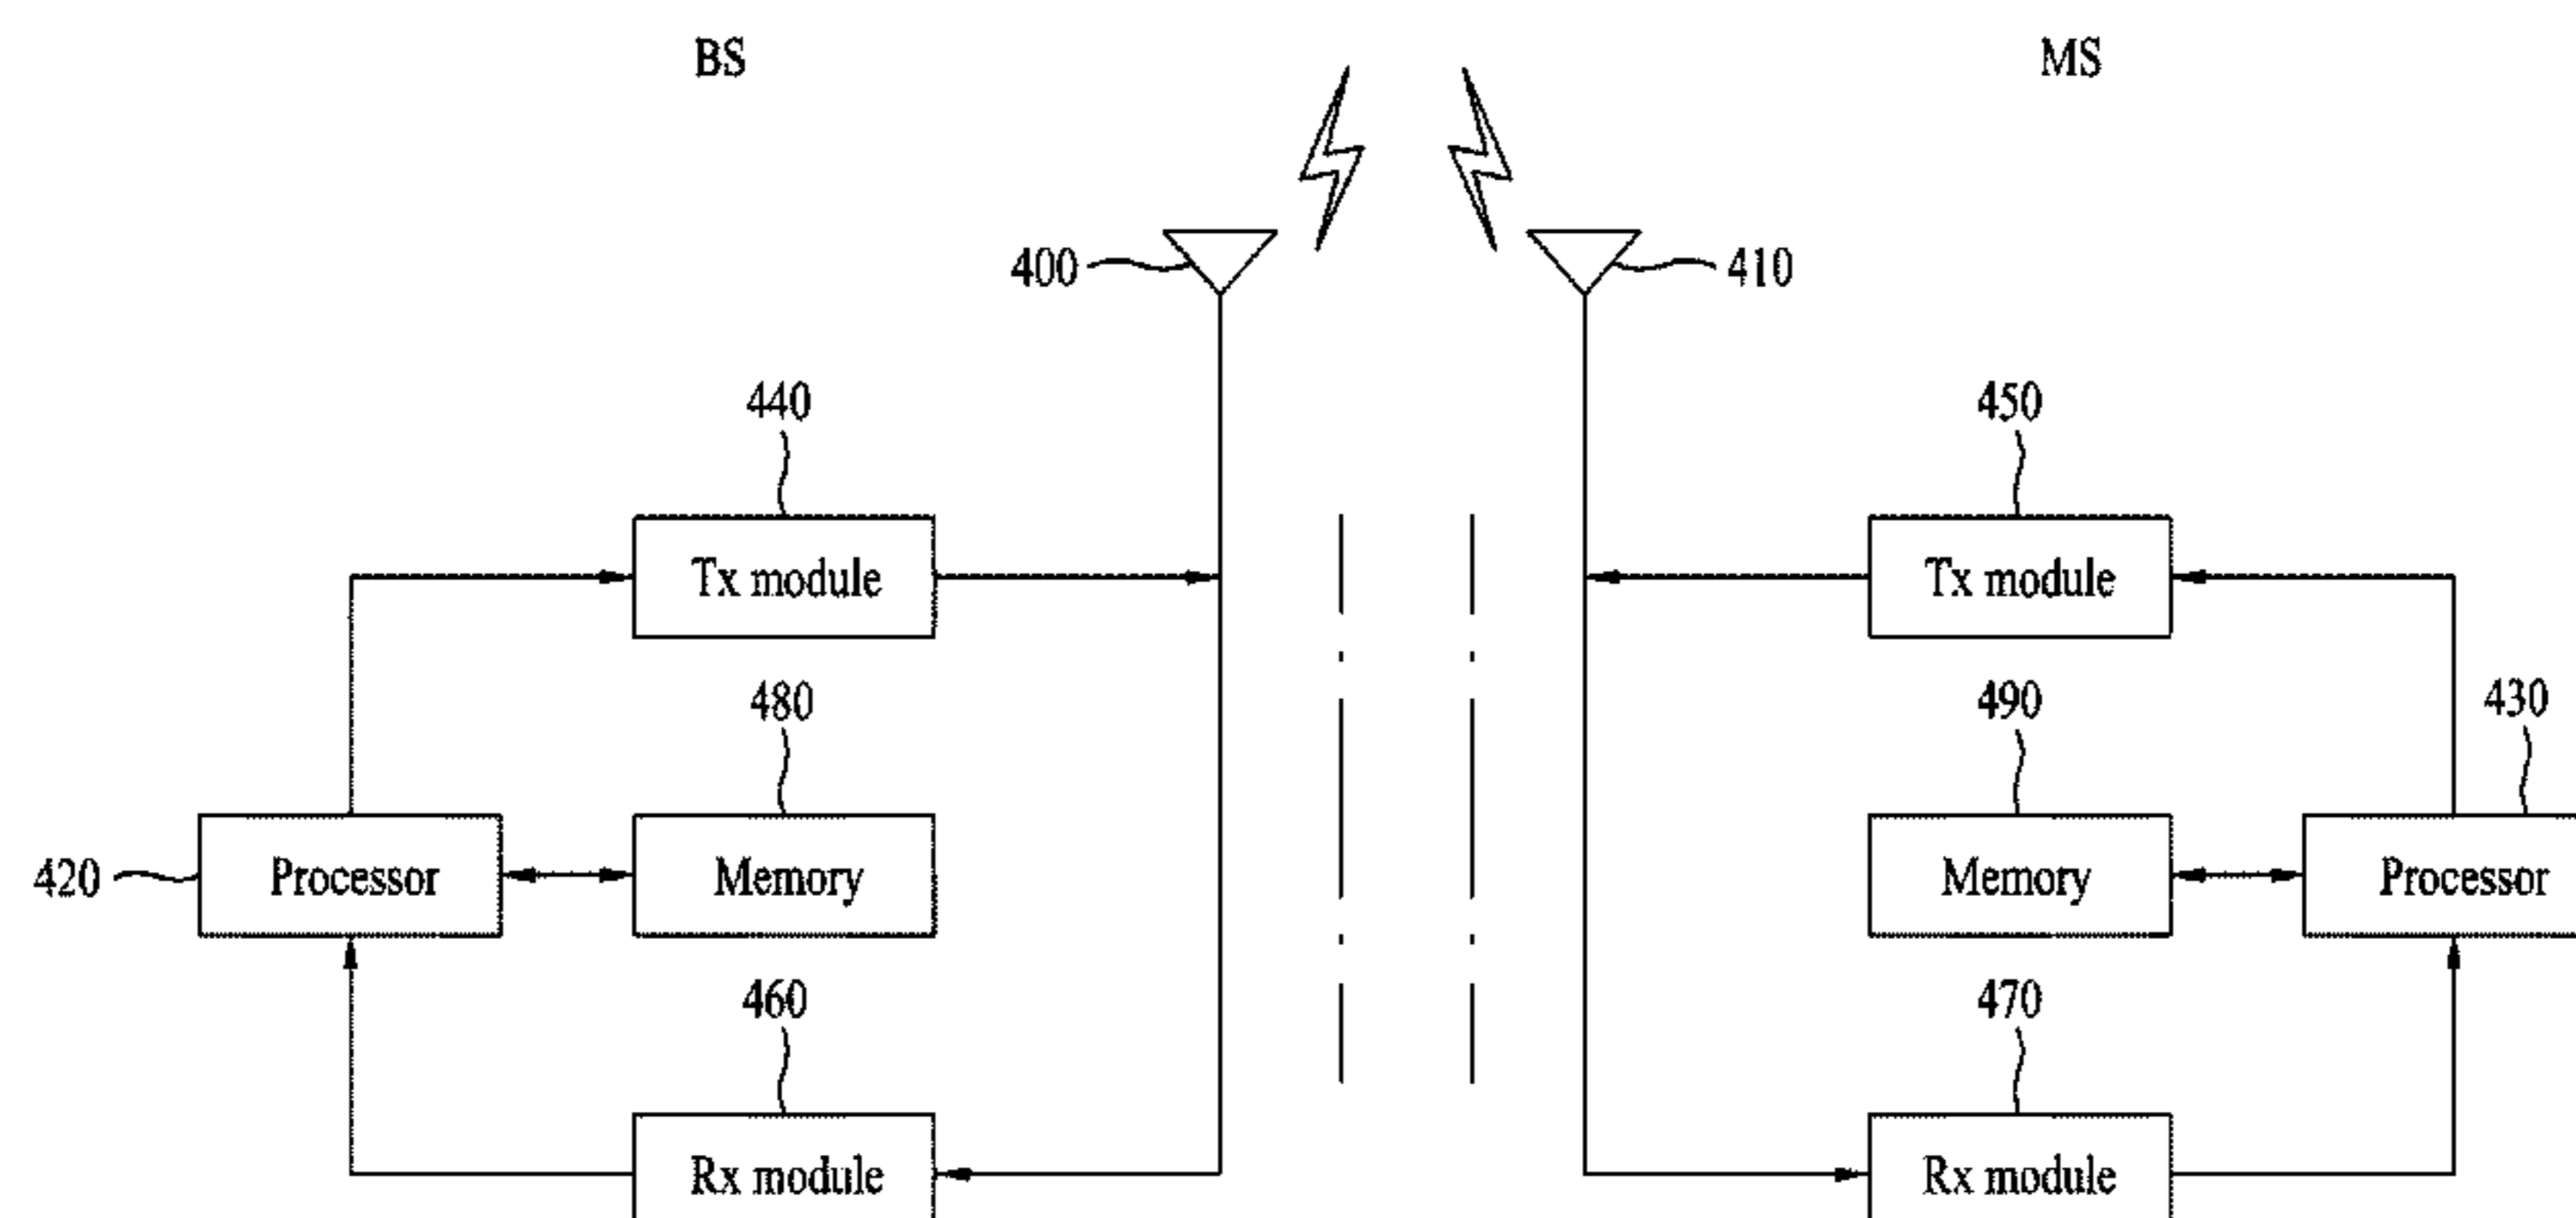 BS MS
400 410
440 450
Tx module Tx module
480 490 430
420 Processor Memory Memory Processor
460 470
Rx module Rx module